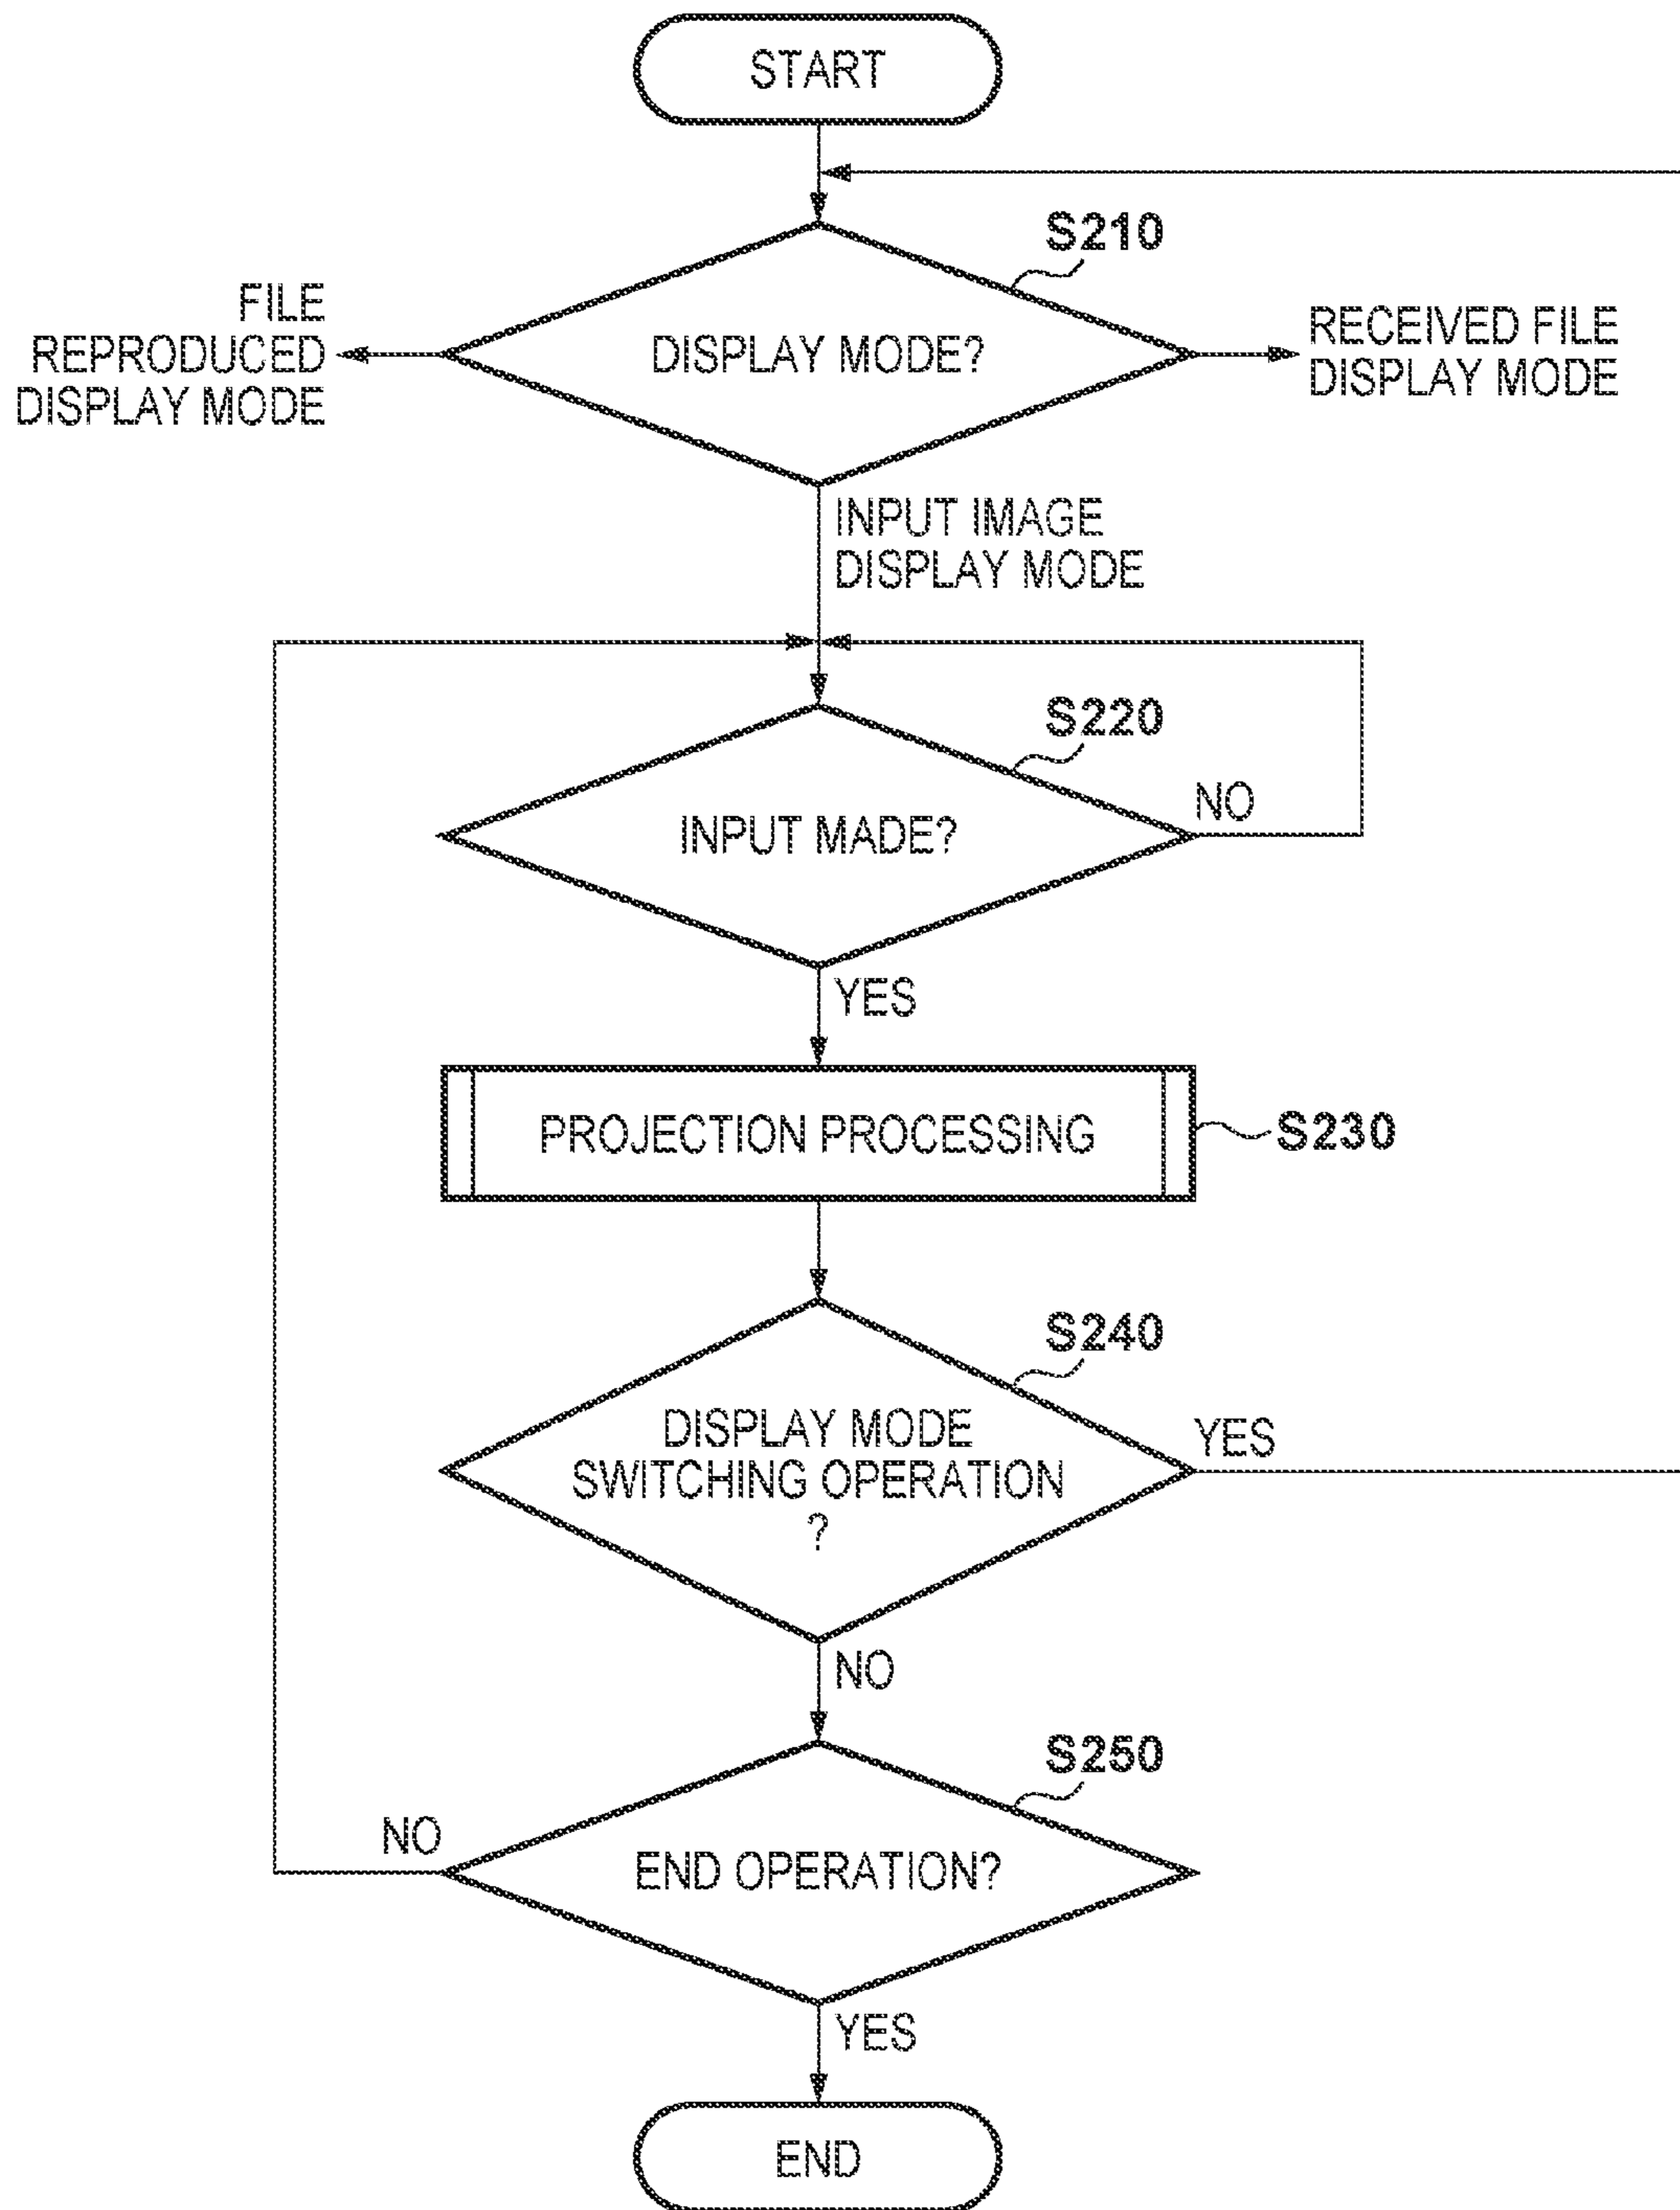 START
S210
FILE
REPRODUCED
DISPLAY MODE
DISPLAY MODE?
RECEIVED FILE
DISPLAY MODE
INPUT IMAGE
DISPLAY MODE
S220
INPUT MADE?
NO
YES
PROJECTION PROCESSING
S230
S240
DISPLAY MODE
SWITCHING OPERATION
?
YES
NO
S250
NO
END OPERATION?
YES
END